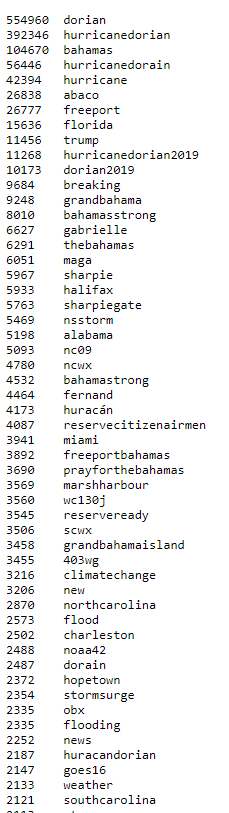 554960 dorian
392346 hurricanedorian
104670 bahamas
56446 hurricanedorain
42394 hurricane
26838 abaco
26777 freeport
15636 florida
11456 trump
11268 hurricanedorian2019
10173 dorian2019
9684 breaking
9248 grandbahama
8010 bahamasstrong
6627 gabrielle
6291 thebahamas
6051 maga
5967 sharpie
5933 halifax
5763 sharpiegate
5469 nsstorm
5198 alabama
5093 nc09
4780 ncwx
4532 bahamastrong
4464 fernand
4173 huracán
4087 reservecitizenairmen
3941 miami
3892 freeportbahamas
3690 prayforthebahamas
3569 marshharbour
3560 wc130j
3545 reserveready
3506 scwx
3458 grandbahamaisland
3455 403wg
3216 climatechange
3206 new
2870 northcarolina
2573 flood
2502 charleston
2488 noaa42
2487 dorain
2372 hopetown
2354 stormsurge
2335 obx
2335 flooding
2252 news
2187 huracandorian
2147 goes16
2133 weather
2121 southcarolina